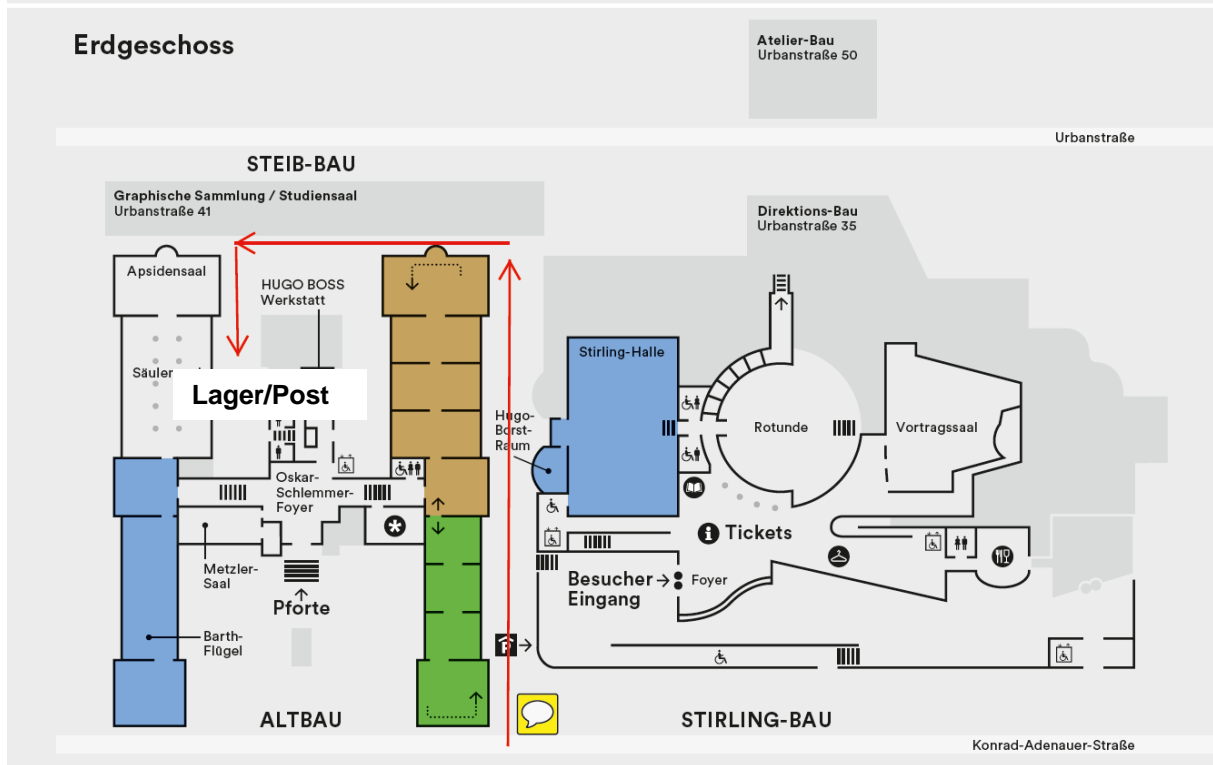 Erdgeschoss
Atelier-Bau
Urbanstraße 50
Urbanstraße
STEIB-BAU
Graphische Sammlung / Studiensaal
Urbanstraße 41
Direktions-Bau
Urbanstraße 35
Apsidensaal
HUGO BOSS
Werkstatt
Stirling-Halle
Lager/Post
Hugo-
Borst-
Raum
Rotunde
Vortragssaal
Oskar-
Schlemmer-
Foyer
Tickets
Metzler-
Saal
Besucher
Eingang
Foyer
Pforte
Barth-
Flügel
ALTBAU
STIRLING-BAU
Konrad-Adenauer-Straße